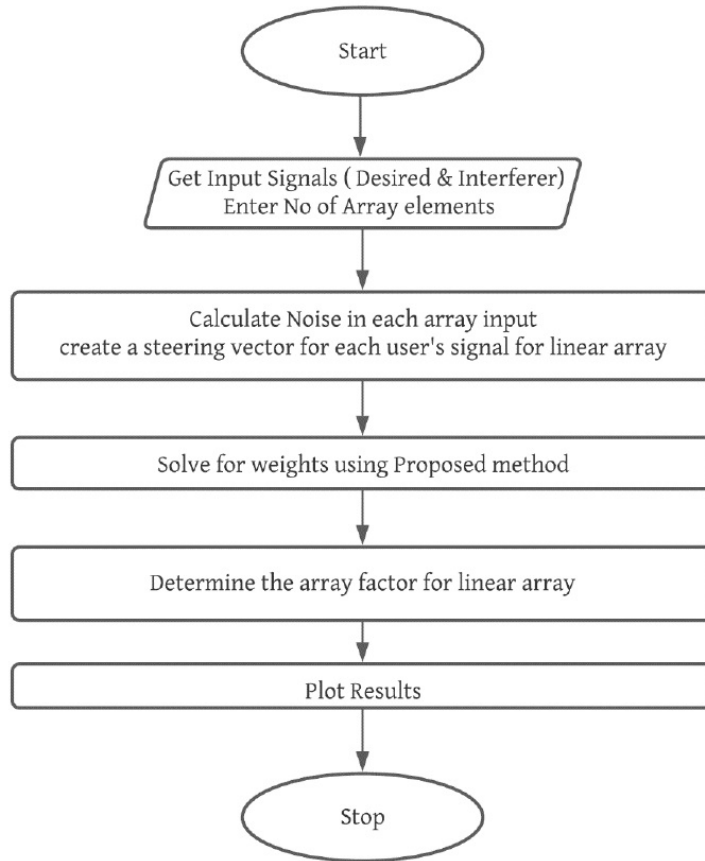 Start
Get Input Signals ( Desired & Interferer)
Enter No of Array elements
Calculate Noise in each array input
create a steering vector for each user's signal for linear array
Solve for weights using Proposed method
Determine the array factor for linear array
Plot Results
Stop